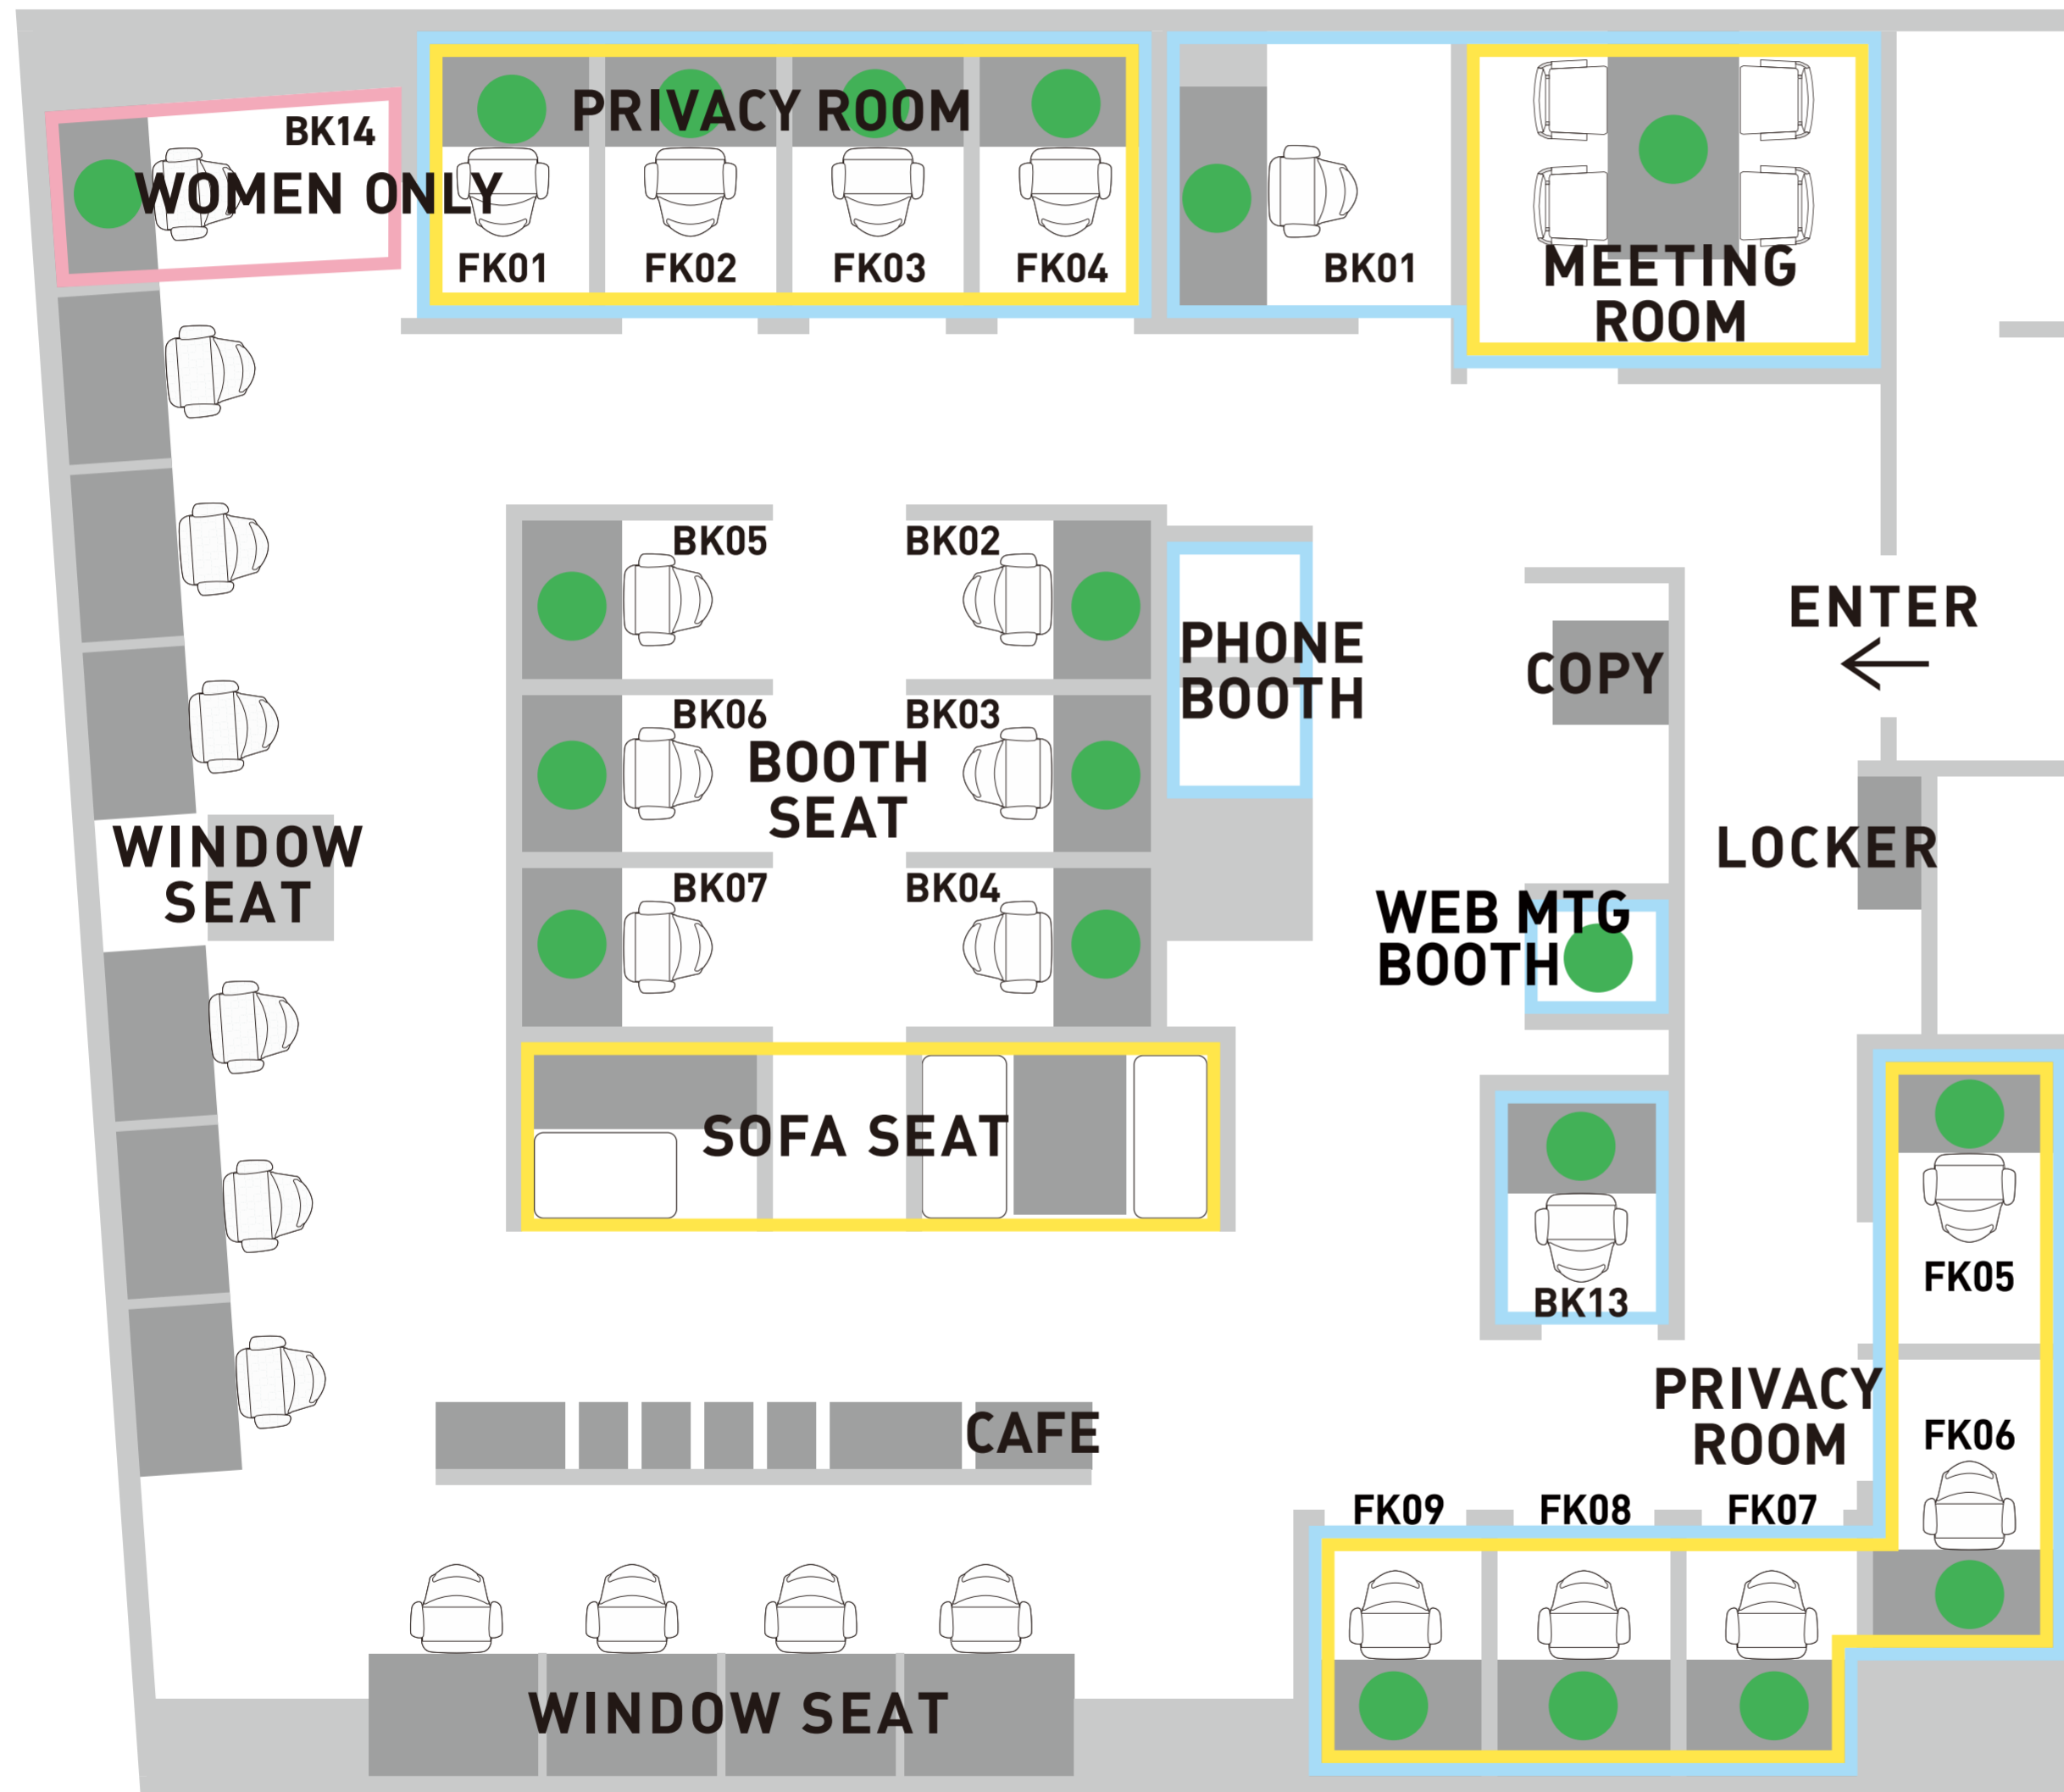 PRIVACY ROOM
BK14
WOMEN ONLY
FK01
FK02
FK03
FK04
BK01
MEETING
ROOM
BK05
BK02
ENTER
PHONE
BOOTH
COPY
BK06
BK03
BOOTH
SEAT
WINDOW
SEAT
LOCKER
BK07
BK04
WEB MTG
BOOTH
SOFA SEAT
FK05
BK13
PRIVACY
ROOM
CAFE
FK06
FK09
FK08
FK07
WINDOW SEAT